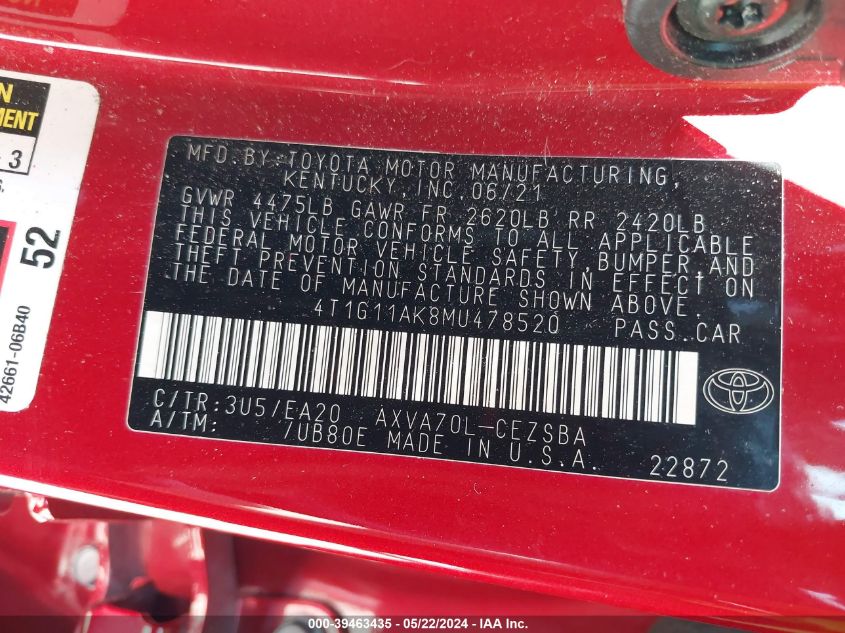 N
MENT
3
52
42661-06B40
MFD.BY:TOYOTA MOTOR MANUFACTURING,
KENTUCKY, INC 06/21
GVWR 4475LB GAWR FR 2620LB RR 2420LB
THIS VEHICLE CONFORMS TO ALL APPLICABLE
FEDERAL MOTOR VEHICLE SAFETY,BUMPER,AND
THEFT PREVENTION STANDARDS IN EFFECT ON
THE DATE OF MANUFACTURE SHOWN ABOVE.
4T1G11AK8MU478520 PASS.CAR
C/TR:3U5/EA20 AXVA70L-CEZSBA
A/TM: /UB80E MADE IN U.S.A. 22872
000-39463435 - 05/22/2024 - IAA Inc.